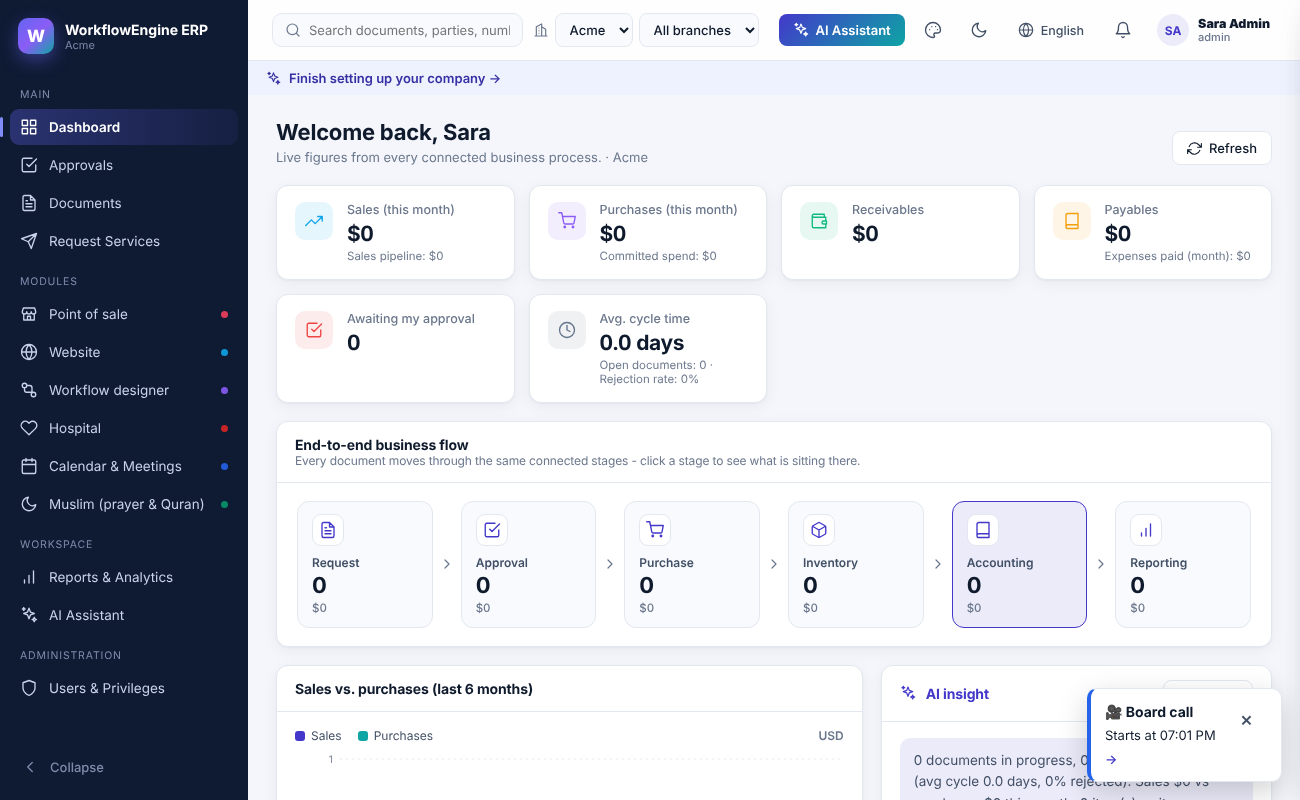 W
WorkflowEngine ERP
Acme
MAIN
Dashboard
Approvals
Documents
Request Services
MODULES
Point of sale
Website
Workflow designer
Hospital
Calendar & Meetings
Muslim (prayer & Quran)
WORKSPACE
Reports & Analytics
AI Assistant
ADMINISTRATION
Users & Privileges
Collapse
Search documents, parties, numl
Acme
All branches
AI Assistant
English
SA
Sara Admin
admin
Finish setting up your company →
Welcome back, Sara
Live figures from every connected business process. · Acme
Refresh
Sales (this month)
$0
Sales pipeline: $0
Purchases (this month)
$0
Committed spend: $0
Receivables
$0
Payables
$0
Expenses paid (month): $0
Awaiting my approval
0
Avg. cycle time
0.0 days
Open documents: 0 ·
Rejection rate: 0%
End-to-end business flow
Every document moves through the same connected stages - click a stage to see what is sitting there.
Request
0
$0
Approval
0
$0
Purchase
0
$0
Inventory
0
$0
Accounting
0
$0
Reporting
0
$0
Sales vs. purchases (last 6 months)
Sales
Purchases
USD
1
AI insight
0 documents in progress, 0
(avg cycle 0.0 days, 0% rejected). Sales $0 vs
🎥 Board call
Starts at 07:01 PM
→
✕